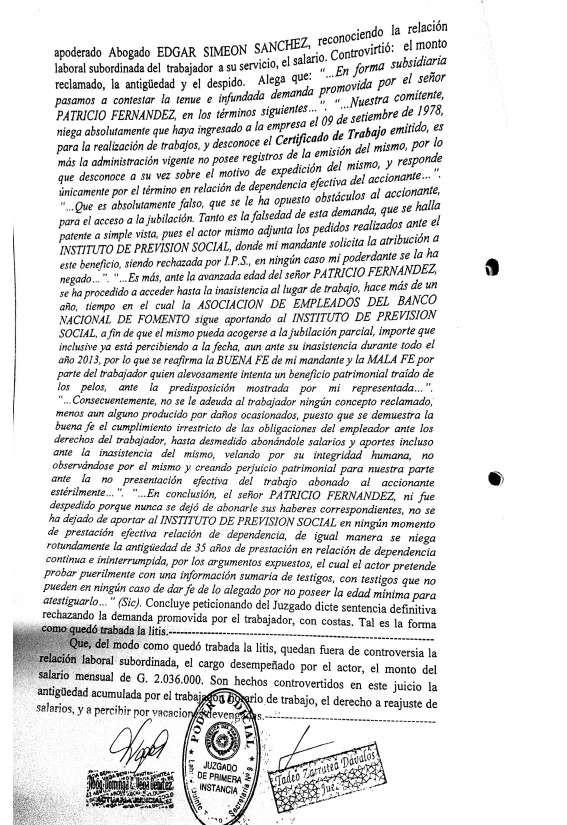 apoderado Abogado EDGAR SIMEON SANCHEZ, reconociendo la relación
laboral subordinada del trabajador a su servicio, el salario. Controvirtió: el monto
reclamado, la antigüedad y el despido. Alega que: “...En forma subsidiaria
pasamos a contestar la tenue e infundada demanda promovida por el señor
PATRICIO FERNANDEZ, en los términos siguientes...”. “...Nuestra comitente,
niega absolutamente que haya ingresado a la empresa el 09 de setiembre de 1978,
para la realización de trabajos, y desconoce el Certificado de Trabajo emitido, es
más la administración vigente no posee registros de la emisión del mismo, por lo
que desconoce a su vez sobre el motivo de expedición del mismo, y responde
únicamente por el término en relación de dependencia efectiva del accionante...”.
“...Que es absolutamente falso, que se le ha opuesto obstáculos al accionante,
para el acceso a la jubilación. Tanto es la falsedad de esta demanda, que se halla
patente a simple vista, pues el actor mismo adjunta los pedidos realizados ante el
INSTITUTO DE PREVISION SOCIAL, donde mi mandante solicita la atribución a
este beneficio, siendo rechazada por I.P.S., en ningún caso mi poderdante se la ha
negado...”. “...Es más, ante la avanzada edad del señor PATRICIO FERNANDEZ,
se ha procedido a acceder hasta la inasistencia al lugar de trabajo, hace más de un
año, tiempo en el cual la ASOCIACION DE EMPLEADOS DEL BANCO
NACIONAL DE FOMENTO sigue aportando al INSTITUTO DE PREVISION
SOCIAL, a fin de que el mismo pueda acogerse a la jubilación parcial, importe que
inclusive ya está percibiendo a la fecha, aun ante su inasistencia durante todo el
año 2013, por lo que se reafirma la BUENA FE de mi mandante y la MALA FE por
parte del trabajador quien alevosamente intenta un beneficio patrimonial traído de
los pelos, ante la predisposición mostrada por mi representada...”.
“...Consecuentemente, no se le adeuda al trabajador ningún concepto reclamado,
menos aun alguno producido por daños ocasionados, puesto que se demuestra la
buena fe el cumplimiento irrestricto de las obligaciones del empleador ante los
derechos del trabajador, hasta desmedido abonándole salarios y aportes incluso
ante la inasistencia del mismo, velando por su integridad humana, no
observándose por el mismo y creando perjuicio patrimonial para nuestra parte
ante la no presentación efectiva del trabajo abonado al accionante
estérilmente...”. “...En conclusión, el señor PATRICIO FERNANDEZ, ni fue
despedido porque nunca se dejó de abonarle sus haberes correspondientes, no se
ha dejado de aportar al INSTITUTO DE PREVISION SOCIAL en ningún momento
de prestación efectiva relación de dependencia, de igual manera se niega
rotundamente la antigüedad de 35 años de prestación en relación de dependencia
continua e ininterrumpida, por los argumentos expuestos, el cual el actor pretende
probar puerilmente con una información sumaria de testigos, con testigos que no
pueden en ningún caso de dar fe de lo alegado por no poseer la edad mínima para
atestiguarlo...” (Sic). Concluye peticionando del Juzgado dicte sentencia definitiva
rechazando la demanda promovida por el trabajador, con costas. Tal es la forma
como quedó trabada la litis.-----------------------------------------------
Que, del modo como quedó trabada la litis, quedan fuera de controversia la
relación laboral subordinada, el cargo desempeñado por el actor, el monto del
salario mensual de G. 2.036.000. Son hechos controvertidos en este juicio la
antigüedad acumulada por el trabajador, horario de trabajo, el derecho a reajuste de
salarios, y a percibir por vacaciones devengadas.-----------------------------
PODER JUDICIAL
JUZGADO
DE PRIMERA
INSTANCIA
Secretaria Nº 9
ACTUARIA JUDICIAL
Tadeo Zarratea Dávalos
Juez